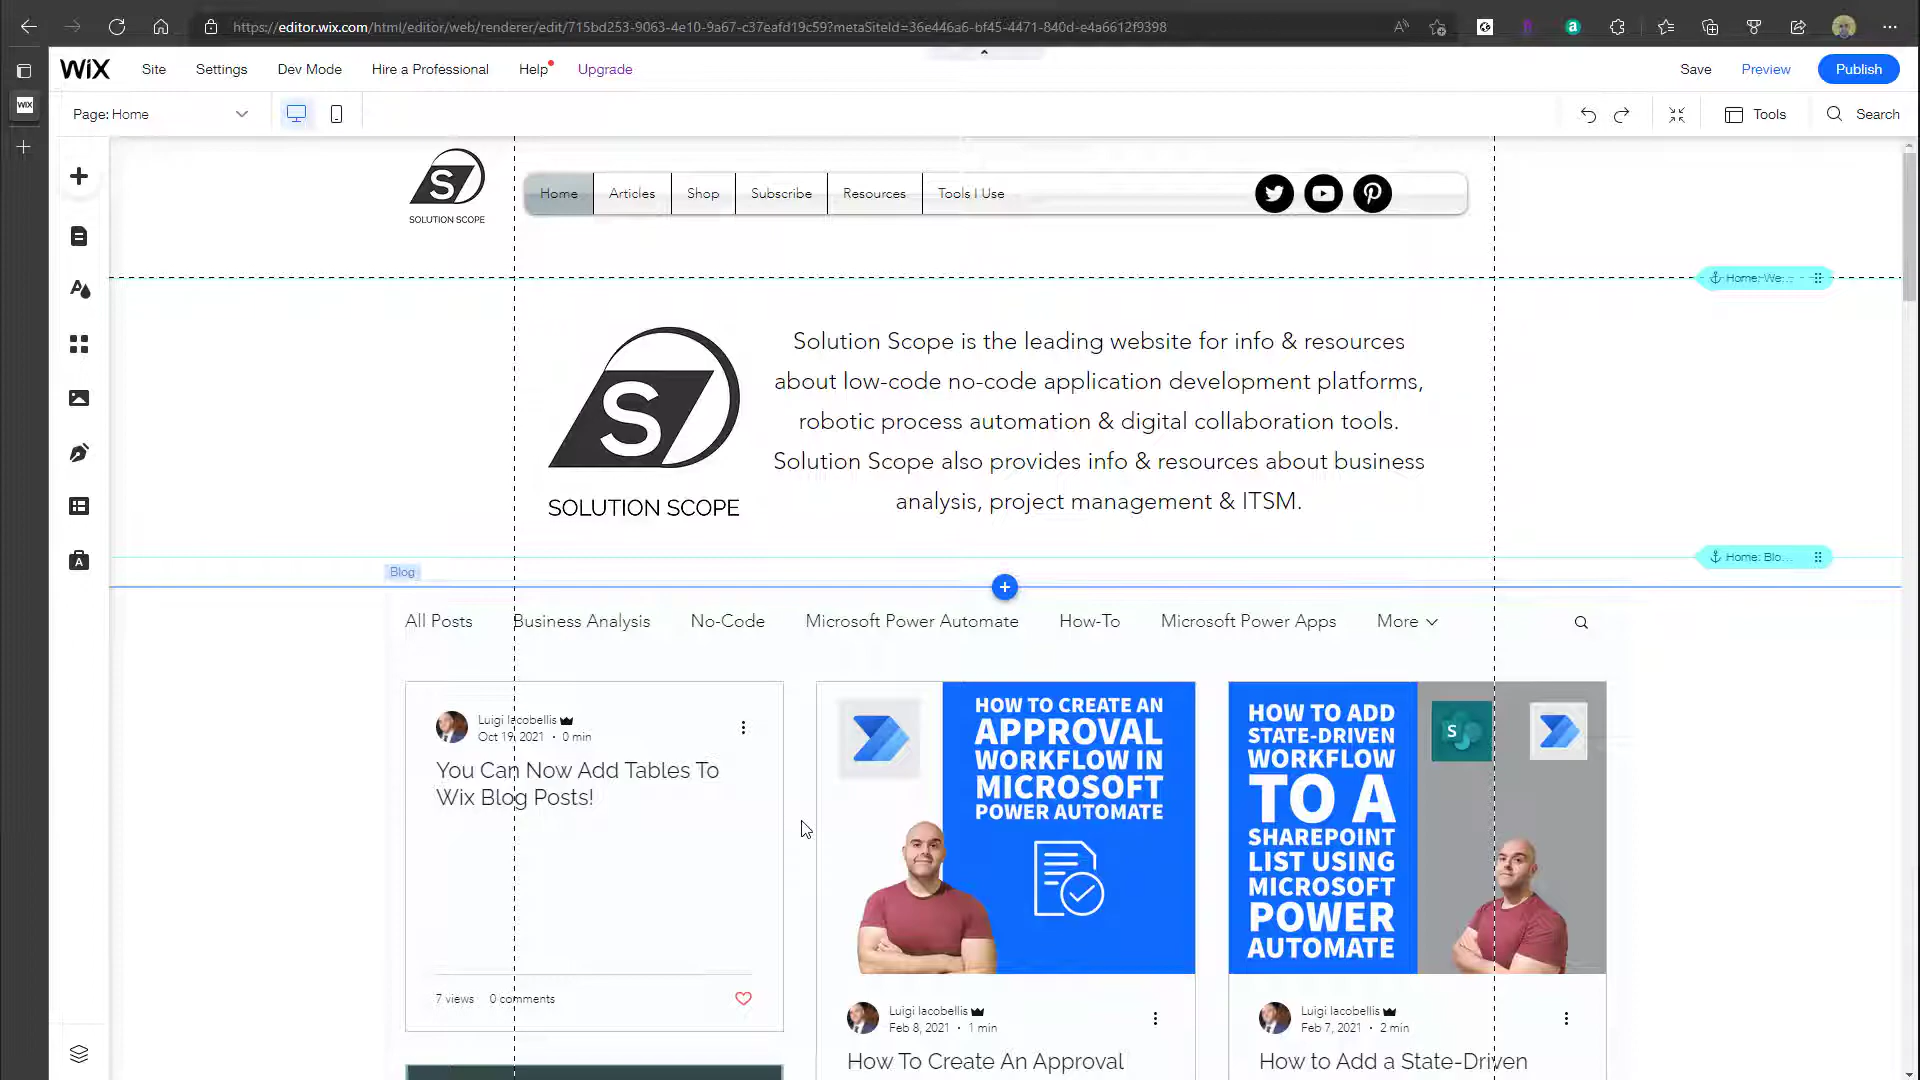 https://editor.wix.com/html/editor/web/renderer/edit/715bd253-9063-4e10-9a67-c37eafd19c59?metaSiteId=36e446a6-bf45-4471-840d-e4a6612f9398
WiX Site Settings Dev Mode Hire a Professional Help Upgrade Save Preview Publish
Page: Home Tools Search
S
SOLUTION SCOPE
Home Articles Shop Subscribe Resources Tools I Use
Home: We...
S
SOLUTION SCOPE
Solution Scope is the leading website for info & resources
about low-code no-code application development platforms,
robotic process automation & digital collaboration tools.
Solution Scope also provides info & resources about business
analysis, project management & ITSM.
Home: Blo...
Blog
All Posts Business Analysis No-Code Microsoft Power Automate How-To Microsoft Power Apps More
Luigi Iacobellis
Oct 19, 2021 · 0 min
You Can Now Add Tables To
Wix Blog Posts!
7 views 0 comments
HOW TO CREATE AN
APPROVAL
WORKFLOW IN
MICROSOFT
POWER AUTOMATE
Luigi Iacobellis
Feb 8, 2021 · 1 min
How To Create An Approval
HOW TO ADD
STATE-DRIVEN
WORKFLOW
TO A
SHAREPOINT
LIST USING
MICROSOFT
POWER
AUTOMATE
S
Luigi Iacobellis
Feb 7, 2021 · 2 min
How to Add a State-Driven